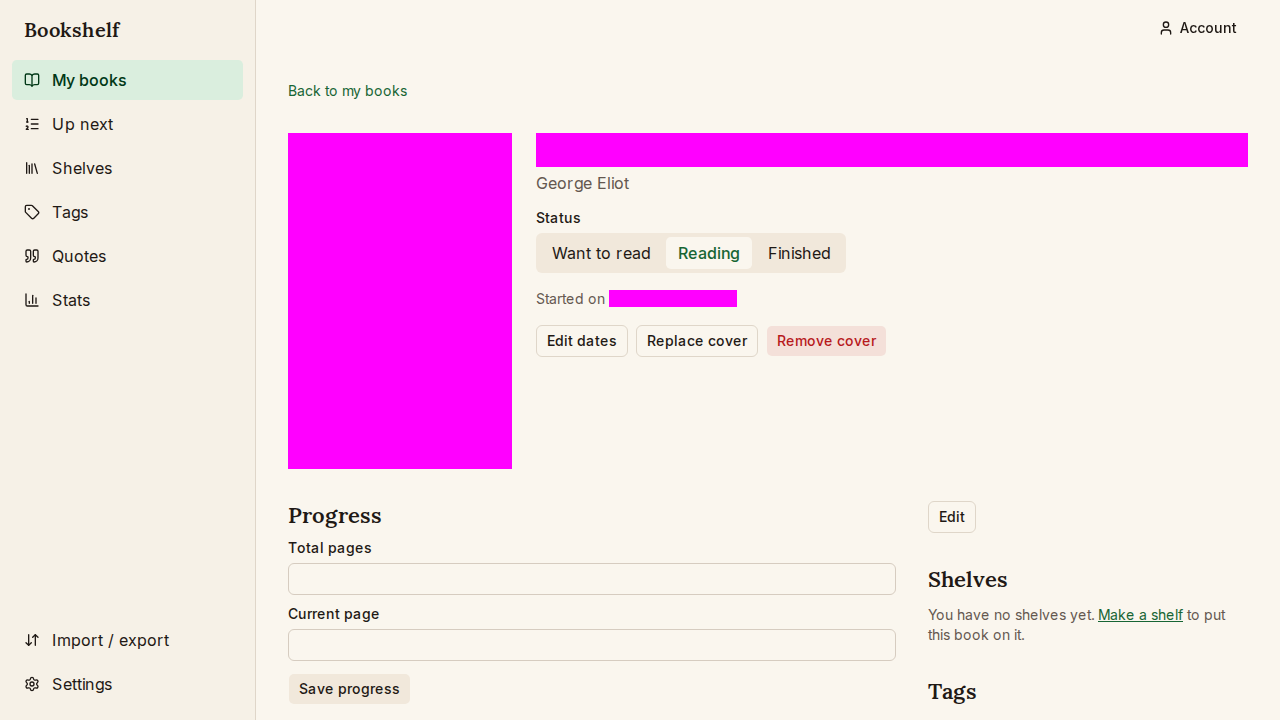 Bookshelf
My books
Up next
Shelves
Tags
Quotes
Stats
Import / export
Settings
Account
Back to my books
George Eliot
Status
Want to read
Reading
Finished
Started on
Edit dates
Replace cover
Remove cover
Progress
Total pages
Current page
Save progress
Edit
Shelves
You have no shelves yet. Make a shelf to put
this book on it.
Tags